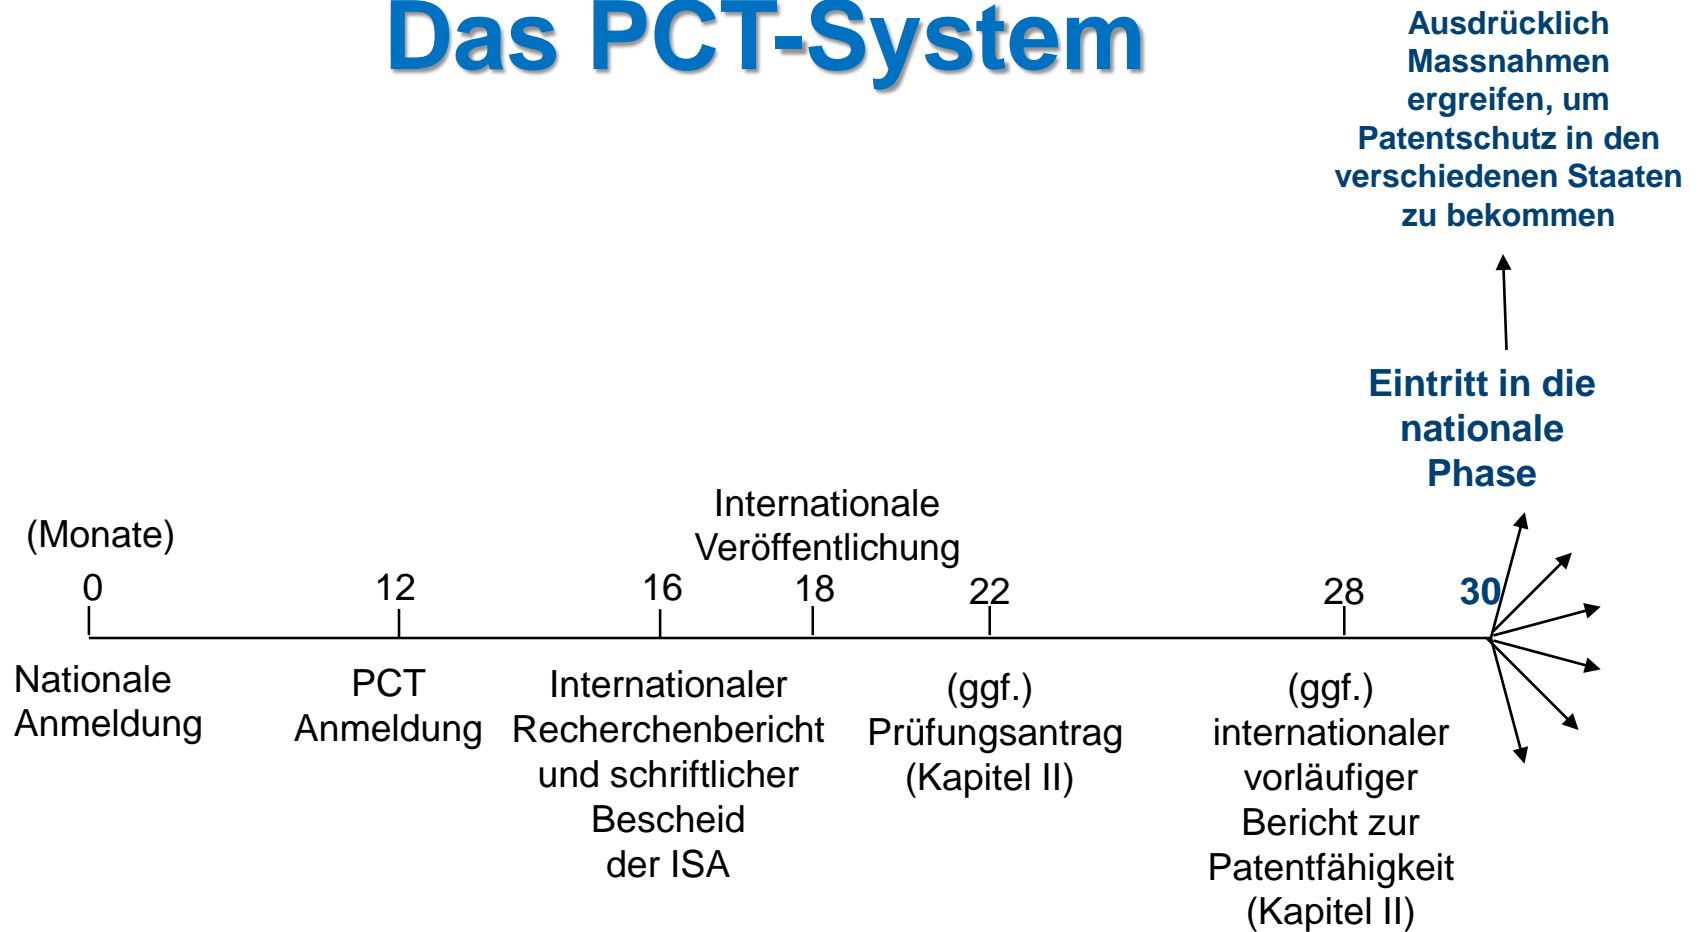 Das PCT-System
Ausdrücklich
Massnahmen
ergreifen, um
Patentschutz in den
verschiedenen Staaten
zu bekommen
Eintritt in die
nationale
Phase
Internationale
Veröffentlichung
(Monate)
0
12
16
18
22
28
30
Nationale
Anmeldung
PCT
Anmeldung
Internationaler
Recherchenbericht
und schriftlicher
Bescheid
der ISA
(ggf.)
Prüfungsantrag
(Kapitel II)
(ggf.)
internationaler
vorläufiger
Bericht zur
Patentfähigkeit
(Kapitel II)